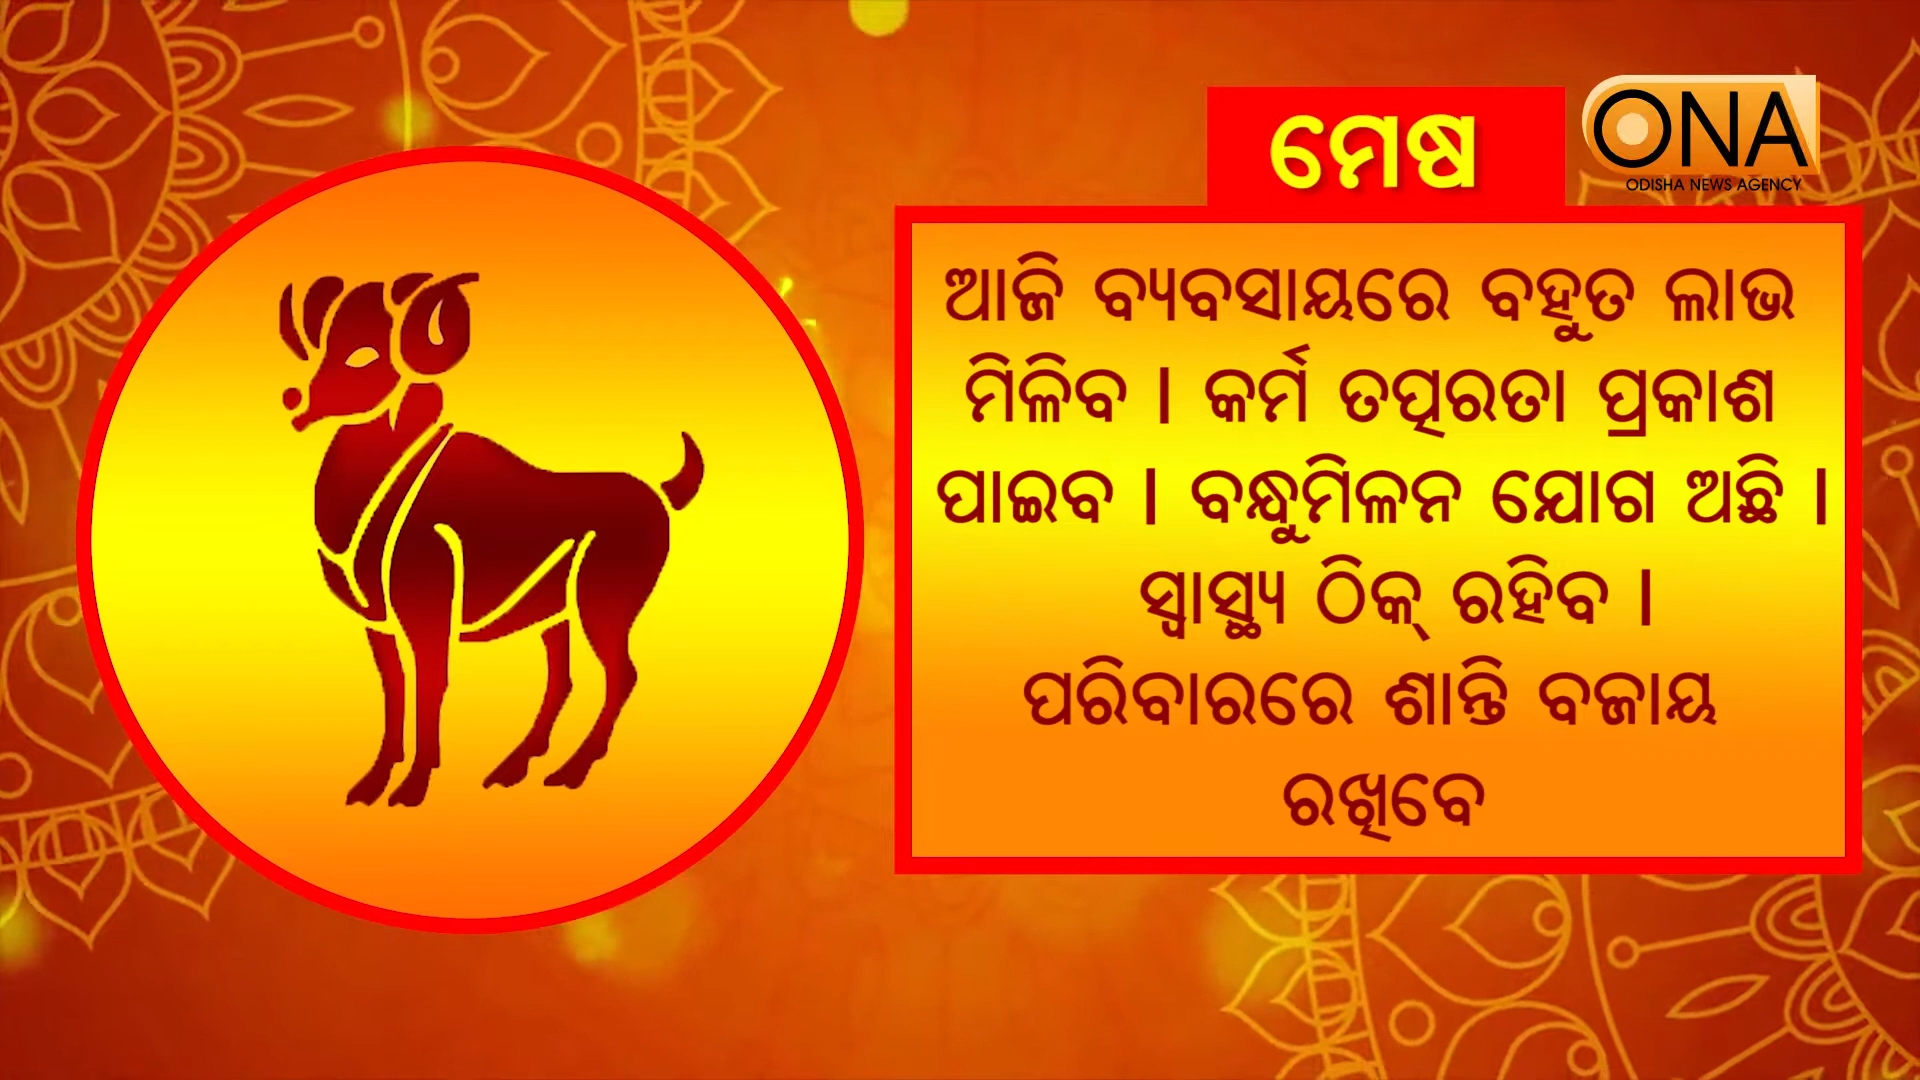 ମେଷ
ONA
ODISHA NEWS AGENCY
ଆଜି ବ୍ୟବସାୟରେ ବହୁତ ଲାଭ
ମିଳିବ । କର୍ମ ତତ୍ପରତା ପ୍ରକାଶ
ପାଇବ । ବନ୍ଧୁମିଳନ ଯୋଗ ଅଛି ।
ସ୍ୱାସ୍ଥ୍ୟ ଠିକ୍ ରହିବ ।
ପରିବାରରେ ଶାନ୍ତି ବଜାୟ
ରଖିବେ